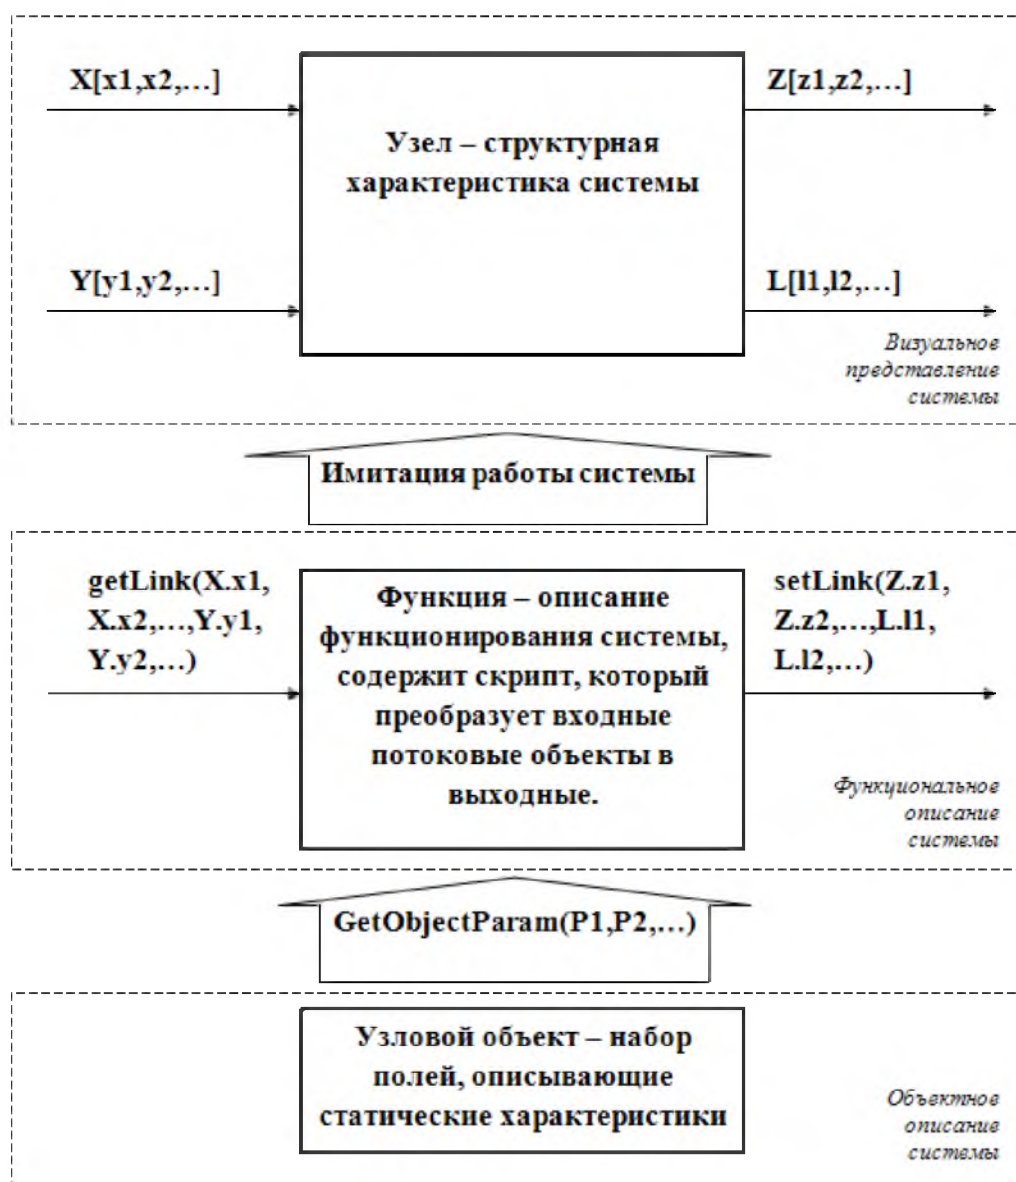 X[x1,x2,…]
Z[z1,z2,…]
Узел – структурная
характеристика системы
Y[y1,y2,…]
L[l1,l2,…]
Визуальное
представление
системы
Имитация работы системы
getLink(X.x1,
X.x2,…,Y.y1,
Y.y2,…)
Функция – описание
функционирования системы,
содержит скрипт, который
преобразует входные
потоковые объекты в
выходные.
setLink(Z.z1,
Z.z2,…,L.l1,
L.l2,…)
Функциональное
описание
системы
GetObjectParam(P1,P2,…)
Узловой объект – набор
полей, описывающие
статические характеристики
Объектное
описание
системы